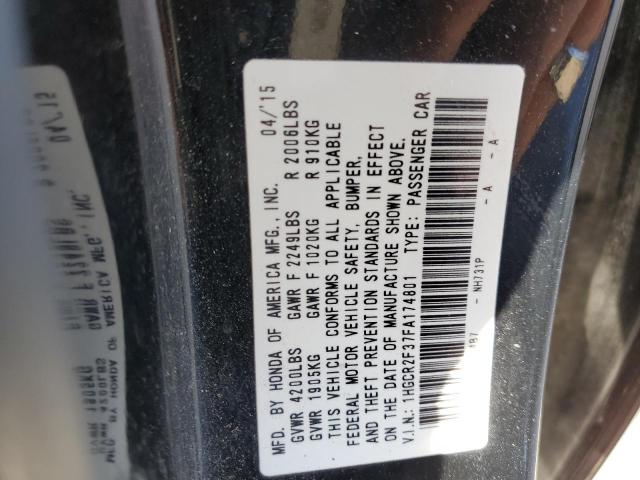 MFD. BY HONDA OF AMERICA MFG., INC. 04/'15
GVWR 4200LBS GAWR F 2249LBS R 2006LBS
GVWR 1905KG GAWR F 1020KG R 910KG
THIS VEHICLE CONFORMS TO ALL APPLICABLE
FEDERAL MOTOR VEHICLE SAFETY, BUMPER,
AND THEFT PREVENTION STANDARDS IN EFFECT
ON THE DATE OF MANUFACTURE SHOWN ABOVE.
V.I.N.: 1HGCR2F37FA174801 TYPE: PASSENGER CAR
1B7 - NH731P - A - A